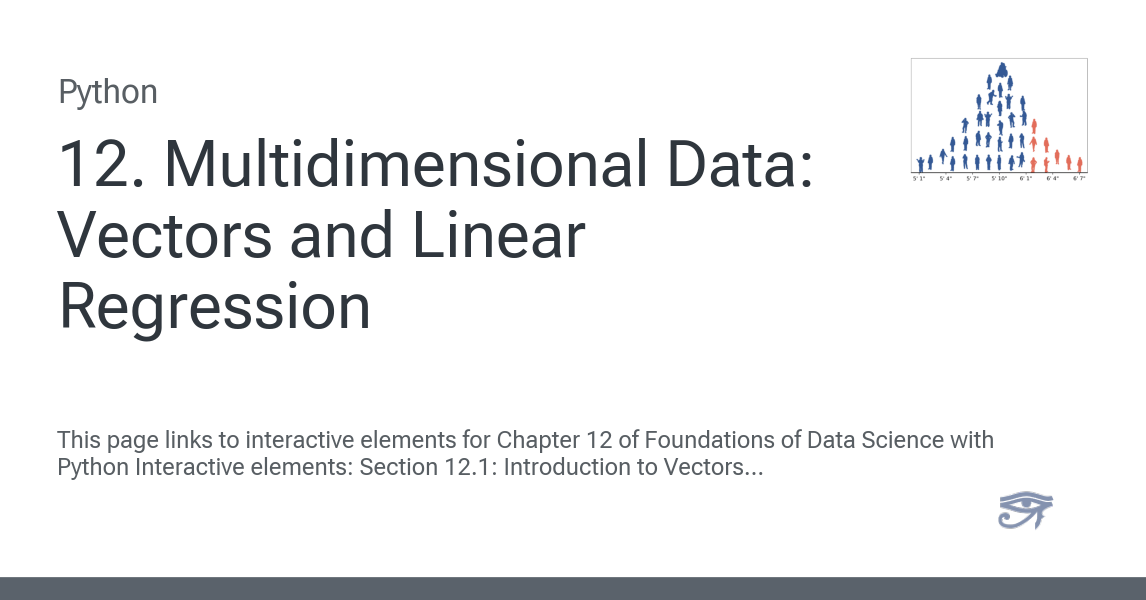 Python
12. Multidimensional Data:
Vectors and Linear
Regression
5' 1" 5' 4" 5' 7" 5' 10" 6' 1" 6' 4" 6' 7"
This page links to interactive elements for Chapter 12 of Foundations of Data Science with
Python Interactive elements: Section 12.1: Introduction to Vectors...